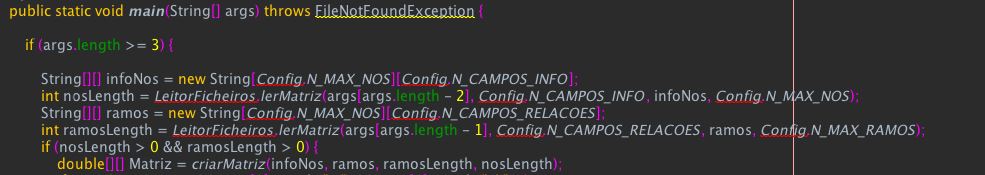 public static void main(String[] args) throws FileNotFoundException {
if (args.length >= 3) {
String[][] infoNos = new String[Config.N_MAX_NOS][Config.N_CAMPOS_INFO];
int nosLength = LeitorFicheiros.lerMatriz(args[args.length - 2], Config.N_CAMPOS_INFO, infoNos, Config.N_MAX_NOS);
String[][] ramos = new String[Config.N_MAX_NOS][Config.N_CAMPOS_RELACOES];
int ramosLength = LeitorFicheiros.lerMatriz(args[args.length - 1], Config.N_CAMPOS_RELACOES, ramos, Config.N_MAX_RAMOS);
if (nosLength > 0 && ramosLength > 0) {
double[][] Matriz = criarMatriz(infoNos, ramos, ramosLength, nosLength);